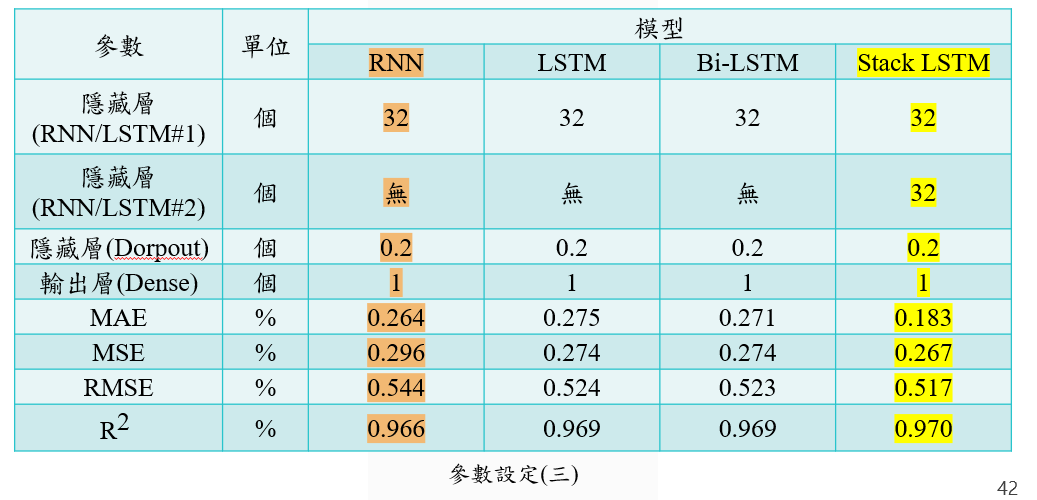 參數 單位 模型
RNN LSTM Bi-LSTM Stack LSTM
隱藏層
(RNN/LSTM#1) 個 32 32 32 32
隱藏層
(RNN/LSTM#2) 個 無 無 無 32
隱藏層(Dorpout) 個 0.2 0.2 0.2 0.2
輸出層(Dense) 個 1 1 1 1
MAE % 0.264 0.275 0.271 0.183
MSE % 0.296 0.274 0.274 0.267
RMSE % 0.544 0.524 0.523 0.517
R2 % 0.966 0.969 0.969 0.970
參數設定(三)
42